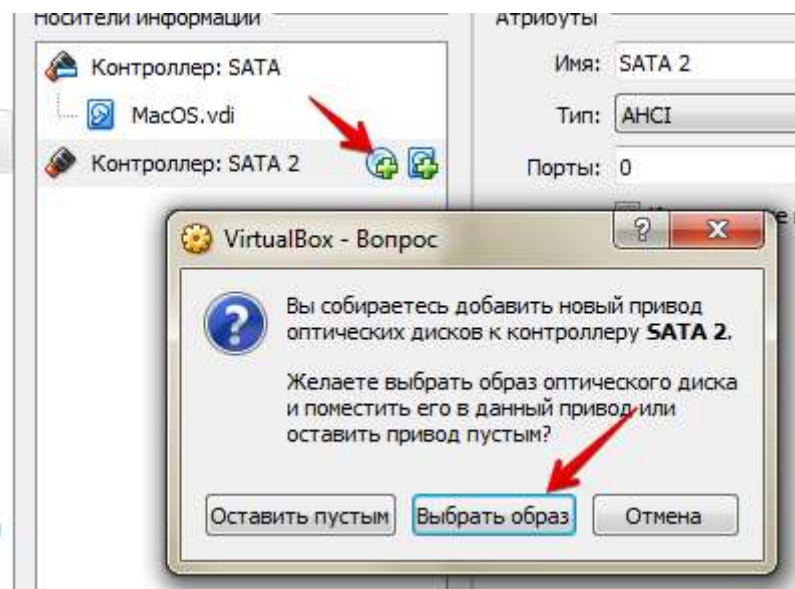 Носители информации
Атрибуты
Контроллер: SATA
Имя: SATA 2
MacOS.vdi
Тип: AHCI
Контроллер: SATA 2
Порты: 0
VirtualBox - Вопрос
Вы собираетесь добавить новый привод
оптических дисков к контроллеру SATA 2.
Желаете выбрать образ оптического диска
и поместить его в данный привод или
оставить привод пустым?
Оставить пустым Выбрать образ Отмена